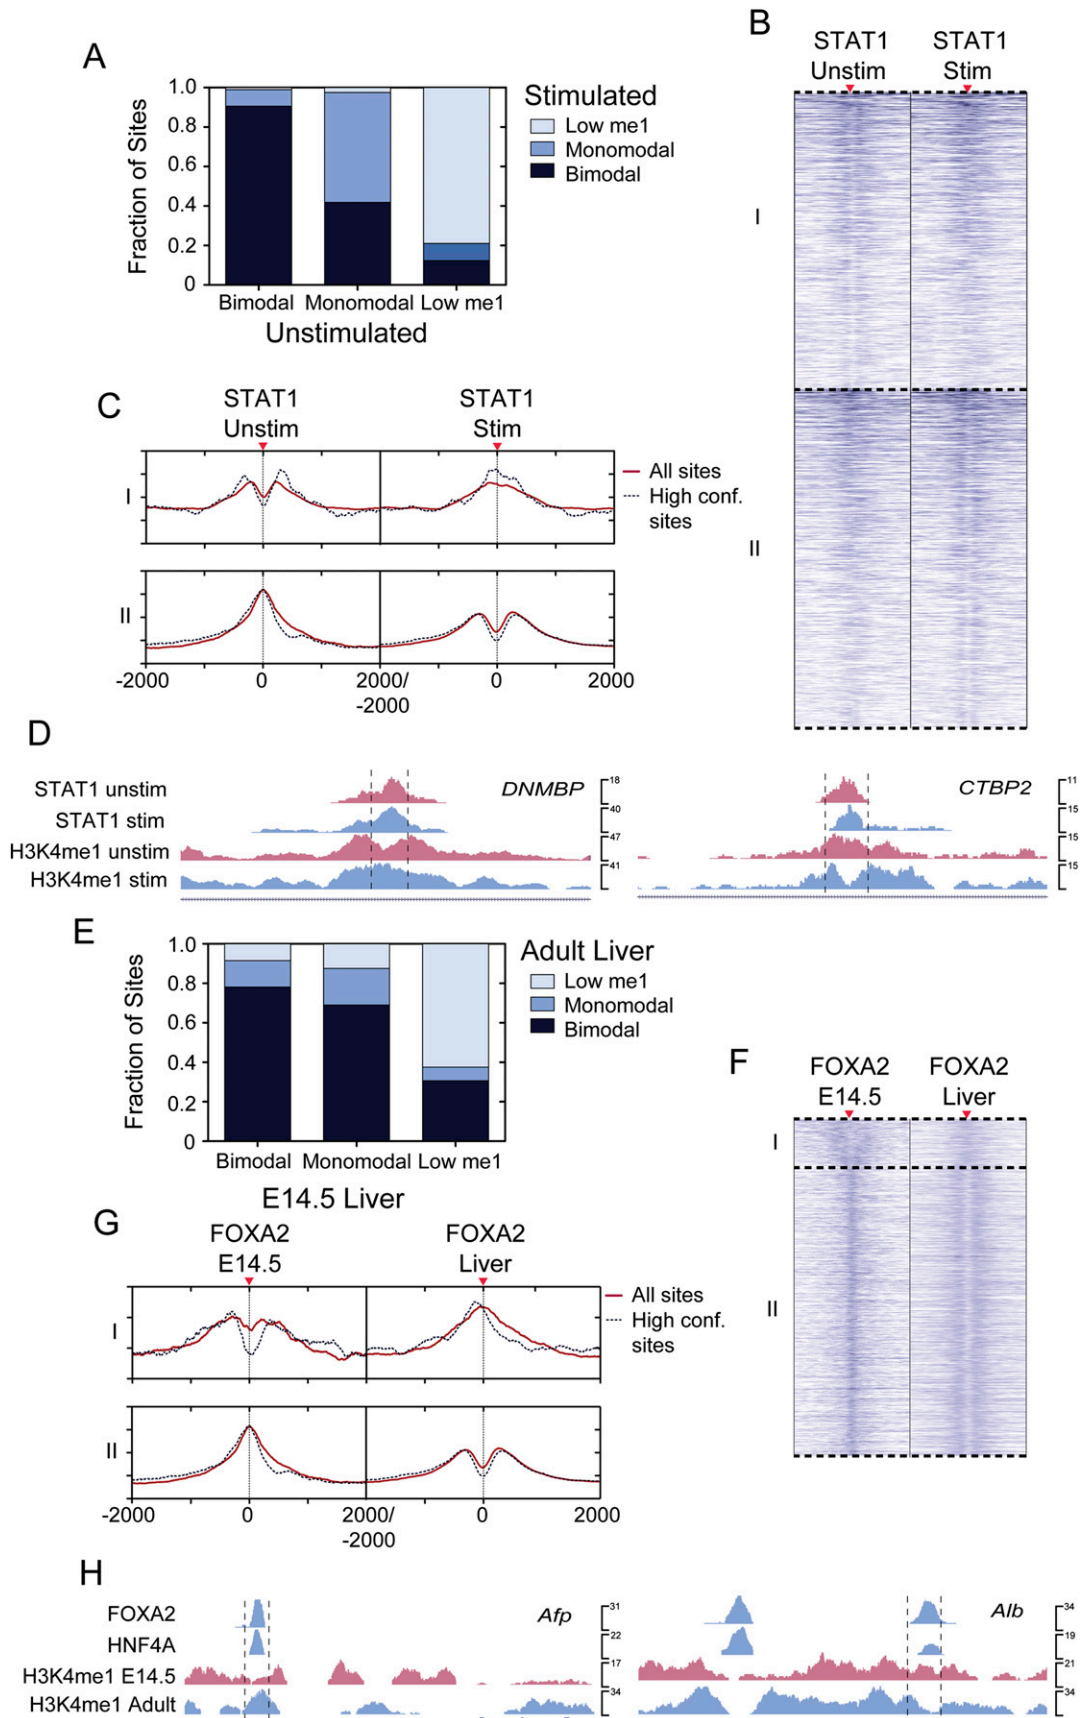 A
1.0
0.8
0.6
0.4
0.2
0
Fraction of Sites
Bimodal Monomodal Low me1
Unstimulated
Stimulated
Low me1
Monomodal
Bimodal
B
STAT1 STAT1
Unstim Stim
I
II
C
STAT1 STAT1
Unstim Stim
I
II
All sites
High conf.
sites
-2000 0 2000/ 0 2000
-2000
D
STAT1 unstim
STAT1 stim
H3K4me1 unstim
H3K4me1 stim
DNMBP
18
40
47
41
CTBP2
11
15
15
15
E
1.0
0.8
0.6
0.4
0.2
0
Fraction of Sites
Bimodal Monomodal Low me1
E14.5 Liver
Adult Liver
Low me1
Monomodal
Bimodal
F
FOXA2 FOXA2
E14.5 Liver
I
II
G
FOXA2 FOXA2
E14.5 Liver
I
II
All sites
High conf.
sites
-2000 0 2000/ 0 2000
-2000
H
FOXA2
HNF4A
H3K4me1 E14.5
H3K4me1 Adult
Afp
31
22
17
34
Alb
34
19
21
34